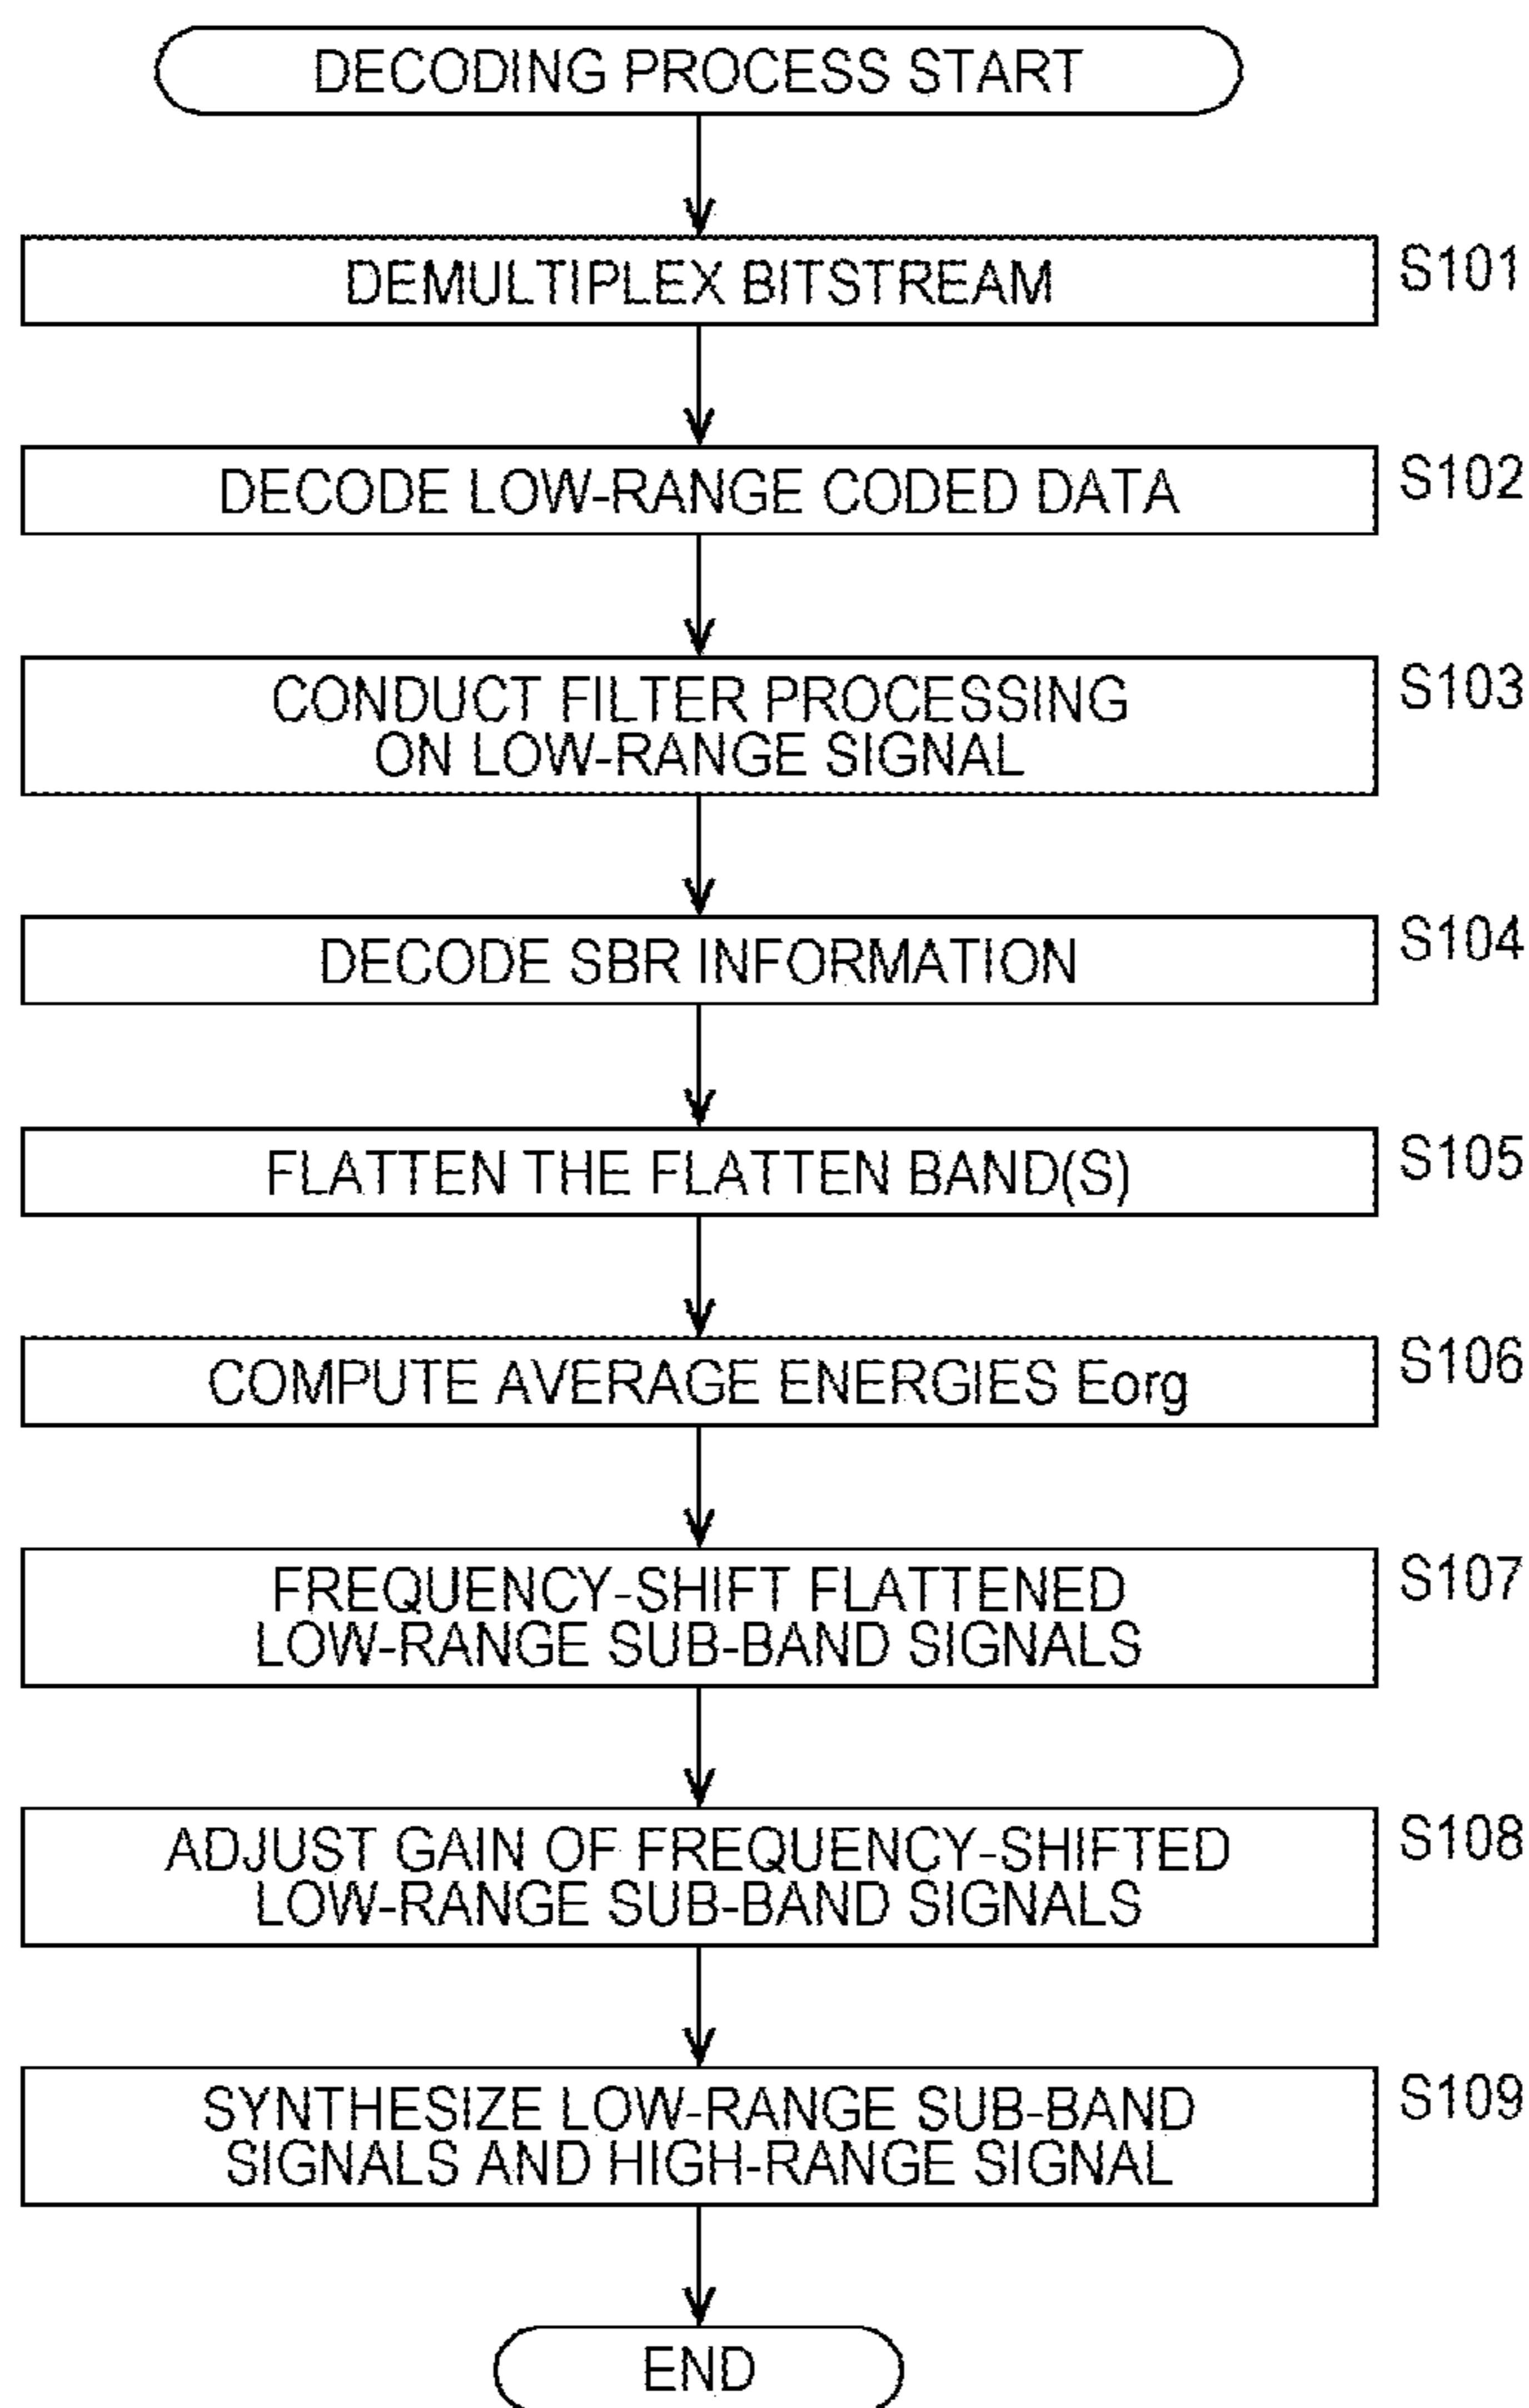 DECODING PROCESS START
DEMULTIPLEX BITSTREAM
S101
DECODE LOW-RANGE CODED DATA
S102
CONDUCT FILTER PROCESSING
ON LOW-RANGE SIGNAL
S103
DECODE SBR INFORMATION
S104
FLATTEN THE FLATTEN BAND(S)
S105
COMPUTE AVERAGE ENERGIES Eorg
S106
FREQUENCY-SHIFT FLATTENED
LOW-RANGE SUB-BAND SIGNALS
S107
ADJUST GAIN OF FREQUENCY-SHIFTED
LOW-RANGE SUB-BAND SIGNALS
S108
SYNTHESIZE LOW-RANGE SUB-BAND
SIGNALS AND HIGH-RANGE SIGNAL
S109
END